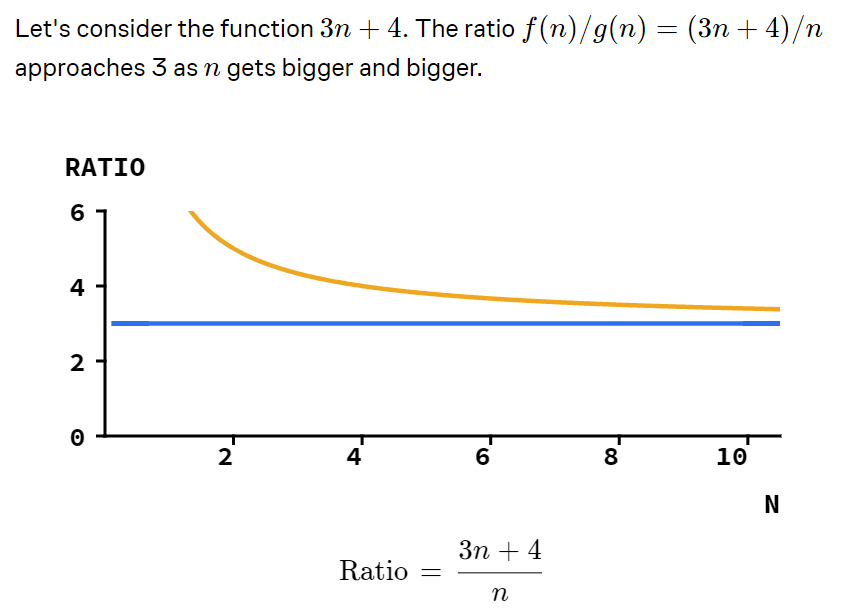 Let's consider the function 3n + 4. The ratio f(n)/g(n) = (3n + 4)/n
approaches 3 as n gets bigger and bigger.
RATIO
6
4
2
0
2 4 6 8 10
N
Ratio = 3n + 4
n